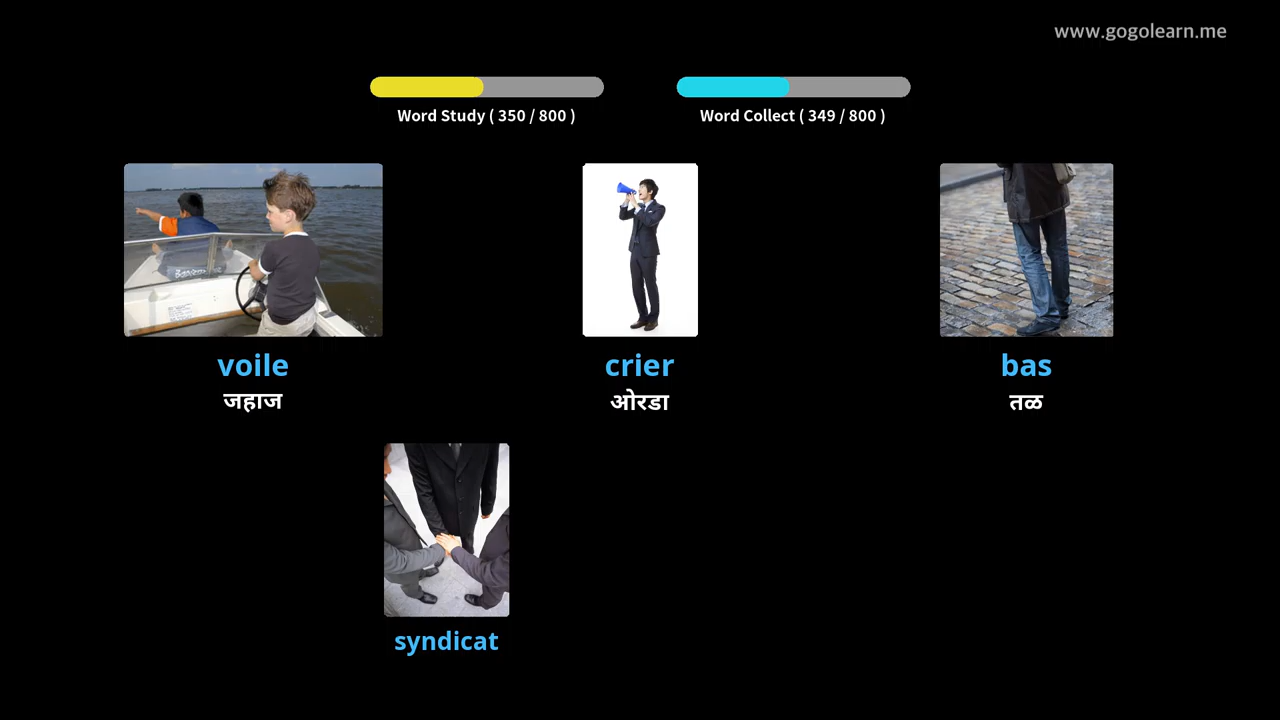 www.gogolearn.me
Word Study ( 350 / 800 )
Word Collect ( 349 / 800 )
voile
crier
bas
जहाज
ओरडा
तळ
syndicat